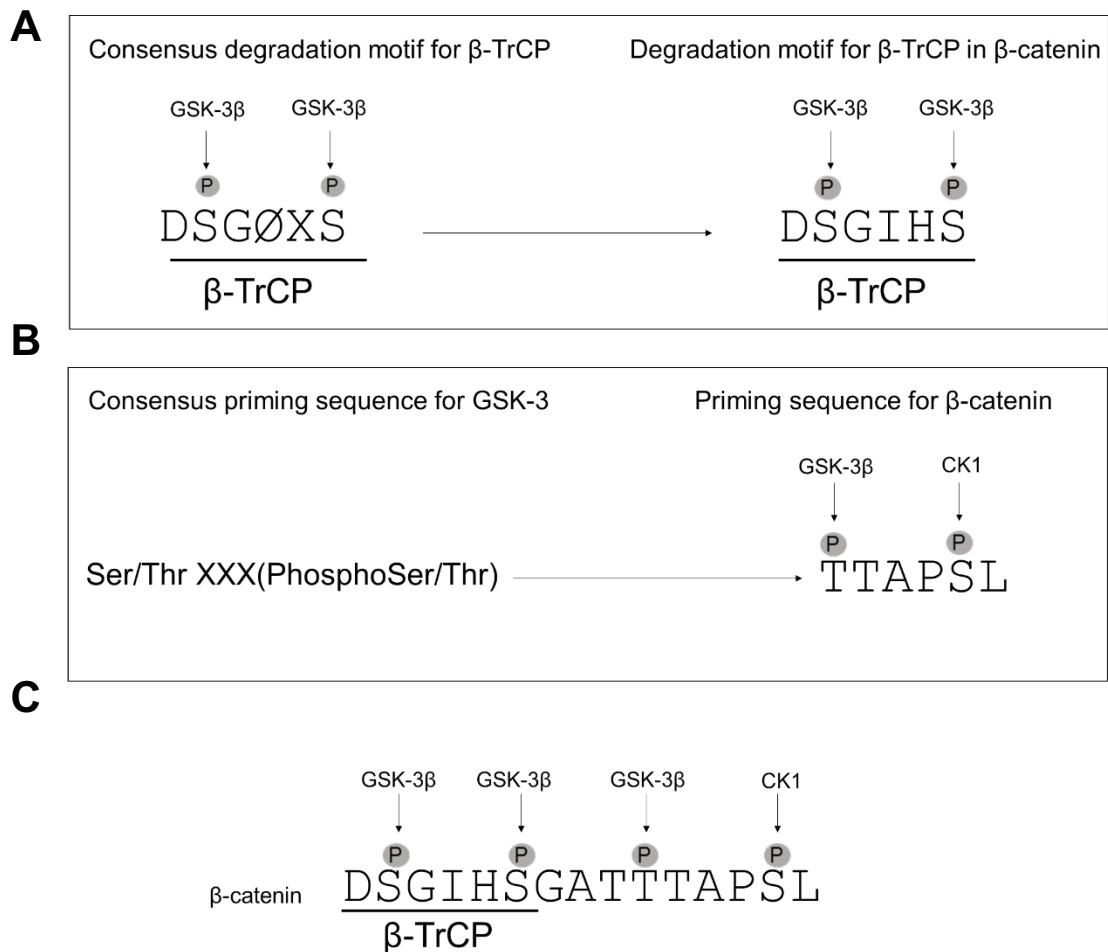 A
Consensus degradation motif for β-TrCP
Degradation motif for β-TrCP in β-catenin
GSK-3β GSK-3β GSK-3β GSK-3β
P P P P
DSGØXS DSGIHS
β-TrCP β-TrCP
B
Consensus priming sequence for GSK-3
Priming sequence for β-catenin
GSK-3β CK1
P P
Ser/Thr XXX(PhosphoSer/Thr) TTAPSL
C
GSK-3β GSK-3β GSK-3β CK1
P P P P
β-catenin DSGIHSGATTTAPSL
β-TrCP